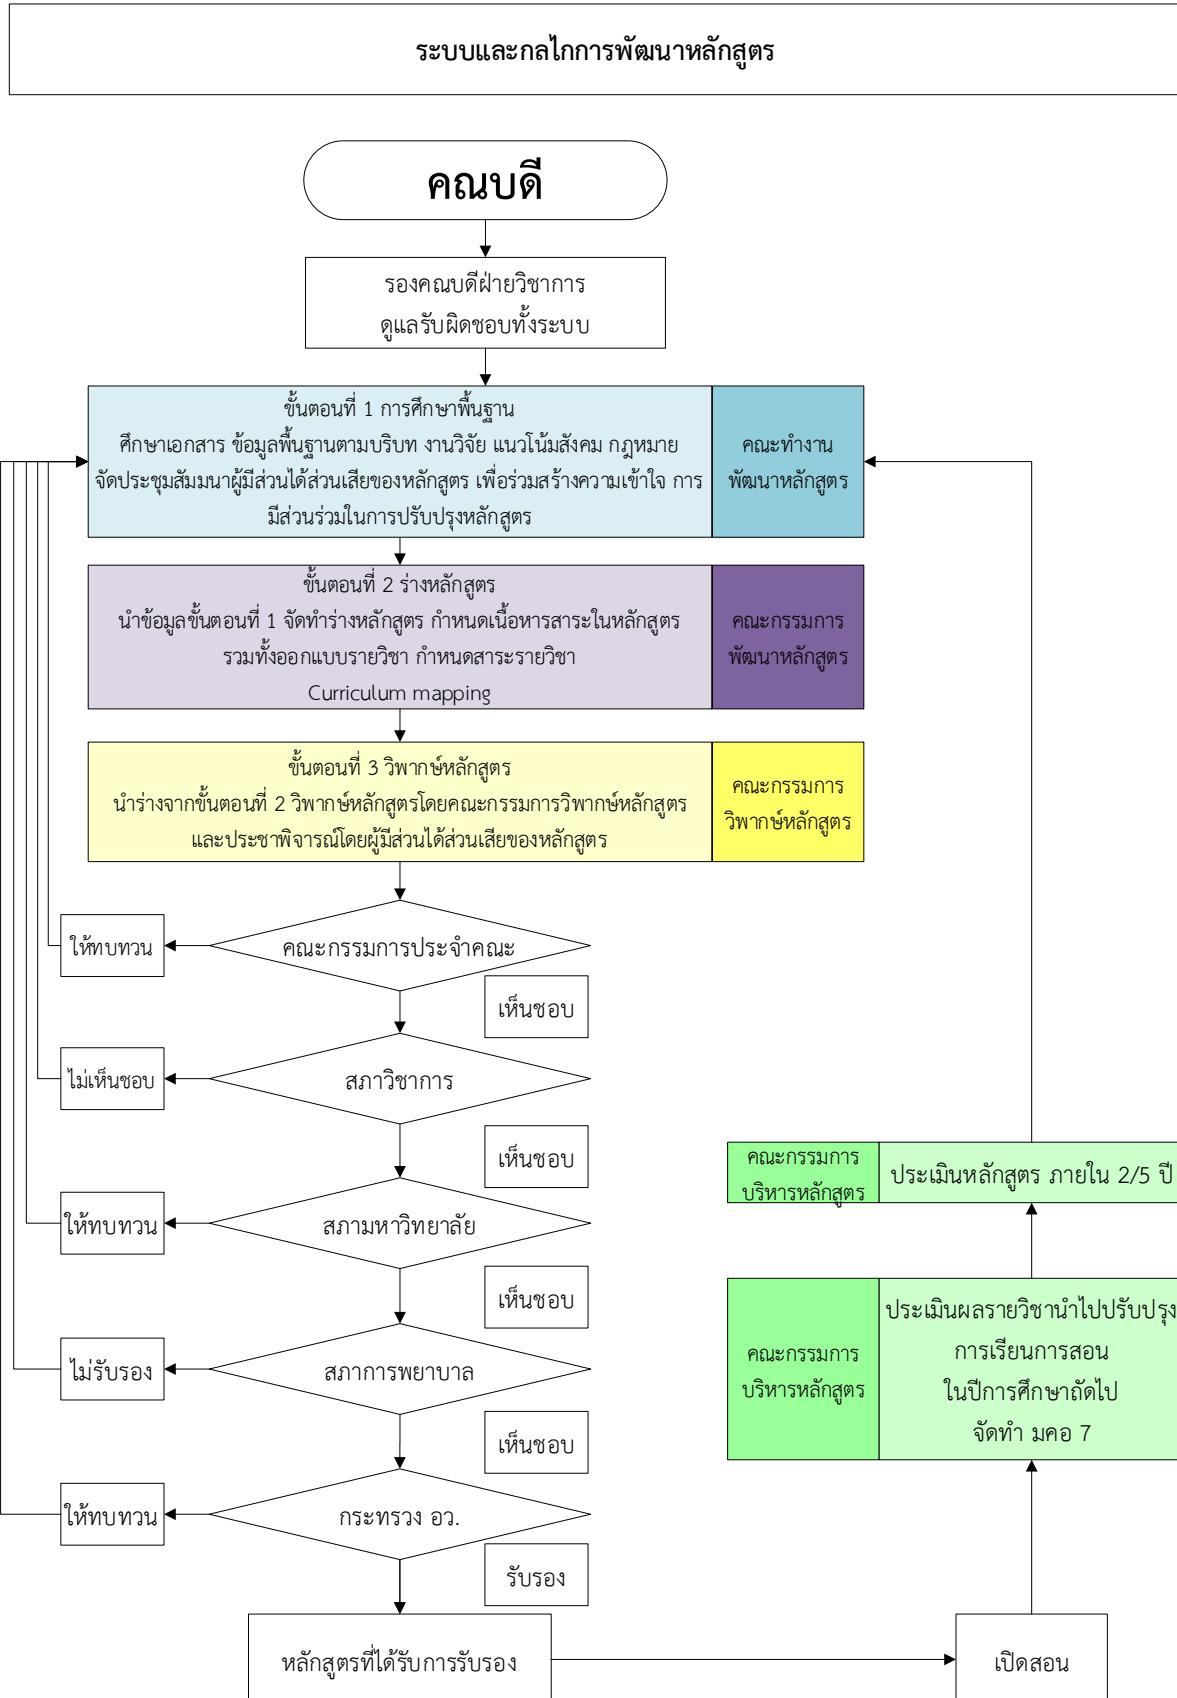 ระบบและกลไกการพัฒนาหลักสูตร
คณบดี
รองคณบดีฝ่ายวิชาการ
ดูแลรับผิดชอบทั้งระบบ
ขั้นตอนที่ 1 การศึกษาพื้นฐาน
ศึกษาเอกสาร ข้อมูลพื้นฐานตามบริบท งานวิจัย แนวโน้มสังคม กฎหมาย
จัดประชุมสัมมนาผู้มีส่วนได้ส่วนเสียของหลักสูตร เพื่อร่วมสร้างความเข้าใจ การ
มีส่วนร่วมในการปรับปรุงหลักสูตร
คณะทำงาน
พัฒนาหลักสูตร
ขั้นตอนที่ 2 ร่างหลักสูตร
นำข้อมูลขั้นตอนที่ 1 จัดทำร่างหลักสูตร กำหนดเนื้อหารสาระในหลักสูตร
รวมทั้งออกแบบรายวิชา กำหนดสาระรายวิชา
Curriculum mapping
คณะกรรมการ
พัฒนาหลักสูตร
ขั้นตอนที่ 3 วิพากษ์หลักสูตร
นำร่างจากขั้นตอนที่ 2 วิพากษ์หลักสูตรโดยคณะกรรมการวิพากษ์หลักสูตร
และประชาพิจารณ์โดยผู้มีส่วนได้ส่วนเสียของหลักสูตร
คณะกรรมการ
วิพากษ์หลักสูตร
ให้ทบทวน
คณะกรรมการประจำคณะ
เห็นชอบ
ไม่เห็นชอบ
สภาวิชาการ
เห็นชอบ
ให้ทบทวน
สภามหาวิทยาลัย
เห็นชอบ
ไม่รับรอง
สภาการพยาบาล
เห็นชอบ
ให้ทบทวน
กระทรวง อว.
รับรอง
หลักสูตรที่ได้รับการรับรอง
เปิดสอน
คณะกรรมการ
บริหารหลักสูตร
ประเมินผลรายวิชานำไปปรับปรุง
การเรียนการสอน
ในปีการศึกษาถัดไป
จัดทำ มคอ 7
คณะกรรมการ
บริหารหลักสูตร
ประเมินหลักสูตร ภายใน 2/5 ปี